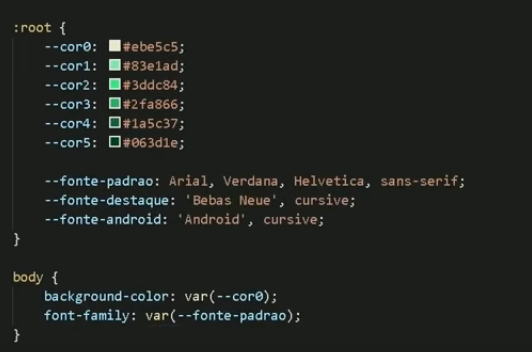 :root {
--cor0: #ebe5c5;
--cor1: #83e1ad;
--cor2: #3ddc84;
--cor3: #2fa866;
--cor4: #1a5c37;
--cor5: #063d1e;
--fonte-padrao: Arial, Verdana, Helvetica, sans-serif;
--fonte-destaque: 'Bebas Neue', cursive;
--fonte-android: 'Android', cursive;
}
body {
background-color: var(--cor0);
font-family: var(--fonte-padrao);
}